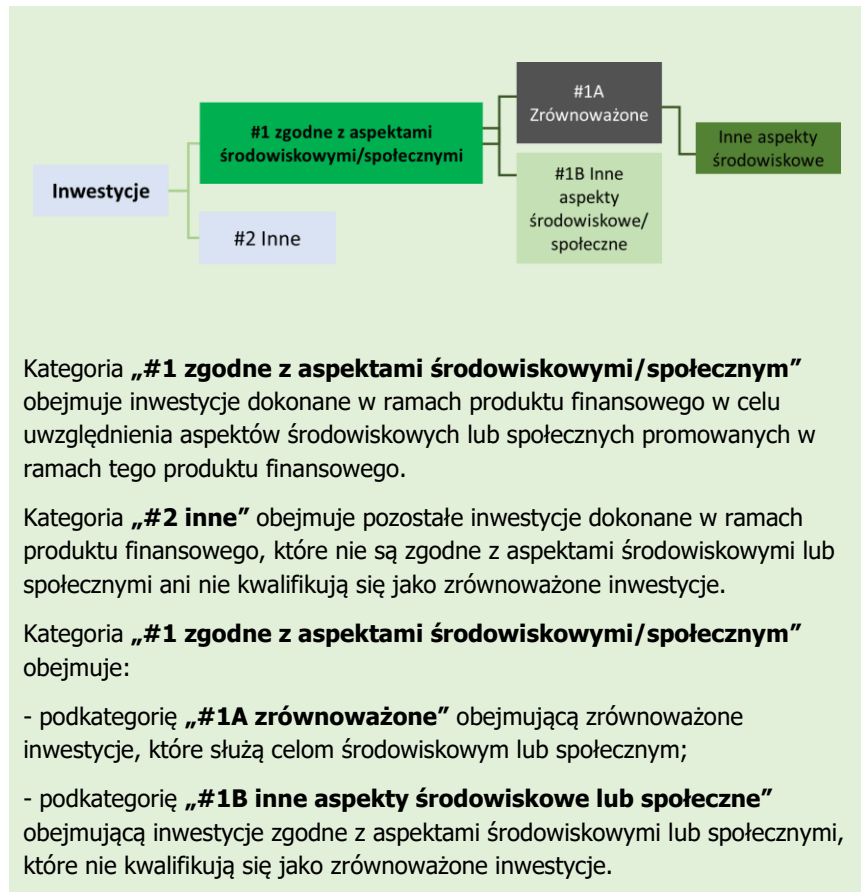 #1A
Zrównoważone
#1 zgodne z aspektami
środowiskowymi/społecznymi
Inne aspekty
środowiskowe
Inwestycje
#1B Inne
aspekty
środowiskowe/
społeczne
#2 Inne
Kategoria „#1 zgodne z aspektami środowiskowymi/społecznym”
obejmuje inwestycje dokonane w ramach produktu finansowego w celu
uwzględnienia aspektów środowiskowych lub społecznych promowanych w
ramach tego produktu finansowego.
Kategoria „#2 inne” obejmuje pozostałe inwestycje dokonane w ramach
produktu finansowego, które nie są zgodne z aspektami środowiskowymi lub
społecznymi ani nie kwalifikują się jako zrównoważone inwestycje.
Kategoria „#1 zgodne z aspektami środowiskowymi/społecznym”
obejmuje:
- podkategorię „#1A zrównoważone” obejmującą zrównoważone
inwestycje, które służą celom środowiskowym lub społecznym;
- podkategorię „#1B inne aspekty środowiskowe lub społeczne”
obejmującą inwestycje zgodne z aspektami środowiskowymi lub społecznymi,
które nie kwalifikują się jako zrównoważone inwestycje.